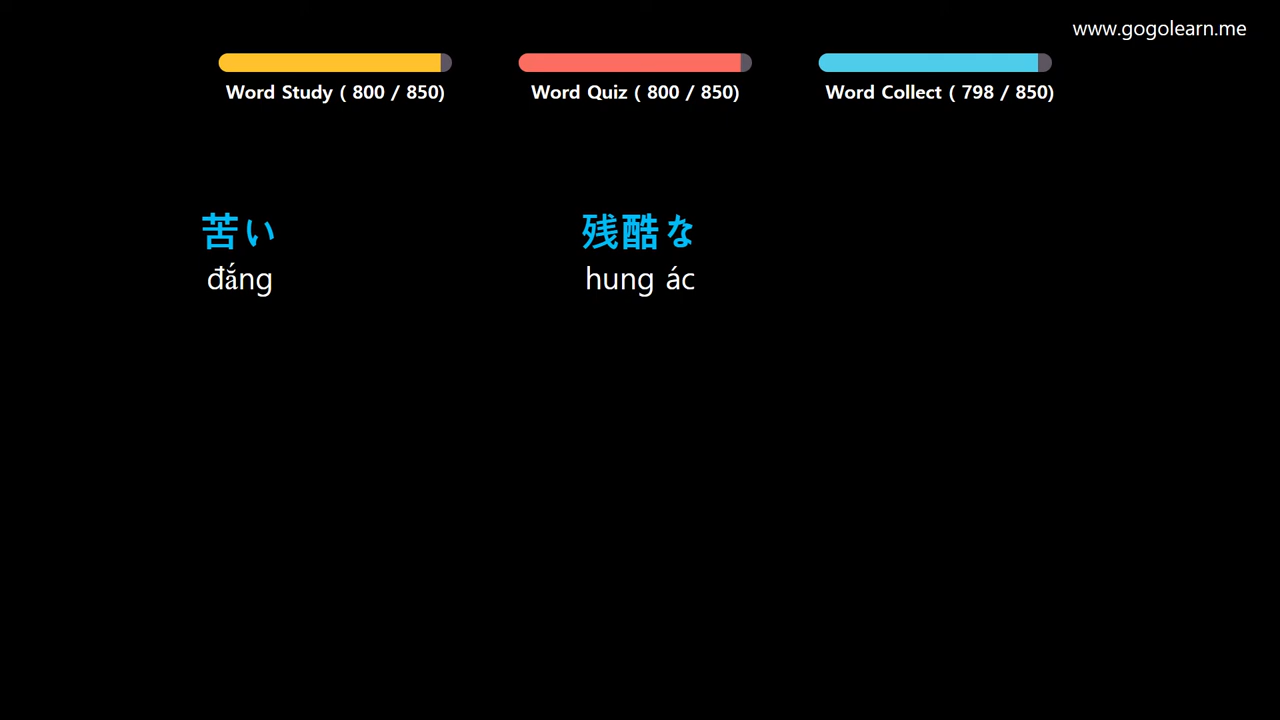 www.gogolearn.me
Word Study ( 800 / 850)
Word Quiz ( 800 / 850)
Word Collect ( 798 / 850)
苦い
đắng
残酷な
hung ác